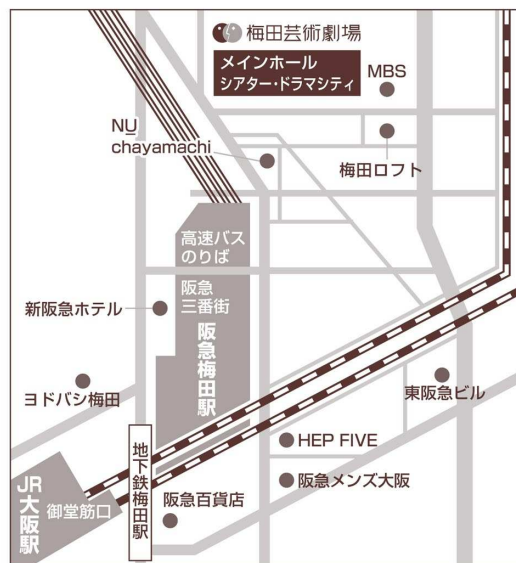 梅田芸術劇場
メインホール
シアター・ドラマシティ
MBS
NU
chayamachi
梅田ロフト
高速バス
のりば
阪急
三番街
新阪急ホテル
阪急梅田駅
ヨドバシ梅田
東阪急ビル
HEP FIVE
地下鉄梅田駅
阪急メンズ大阪
JR大阪駅
御堂筋口
阪急百貨店